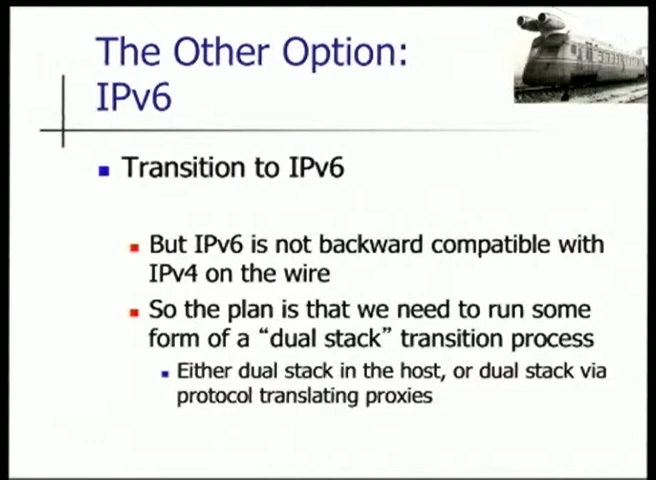 The Other Option:
IPv6
Transition to IPv6
But IPv6 is not backward compatible with
IPv4 on the wire
So the plan is that we need to run some
form of a “dual stack” transition process
Either dual stack in the host, or dual stack via
protocol translating proxies